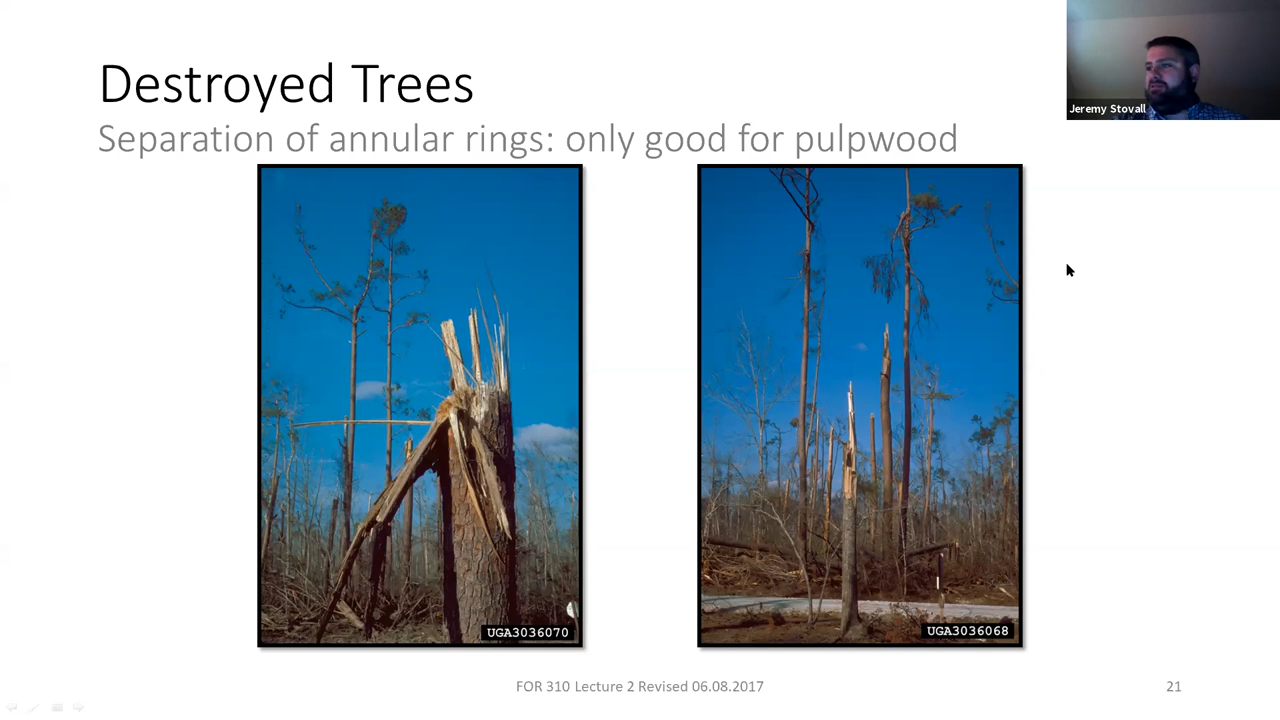 Destroyed Trees
Separation of annular rings: only good for pulpwood
Jeremy Stovall
UGA3036070
UGA3036068
FOR 310 Lecture 2 Revised 06.08.2017
21